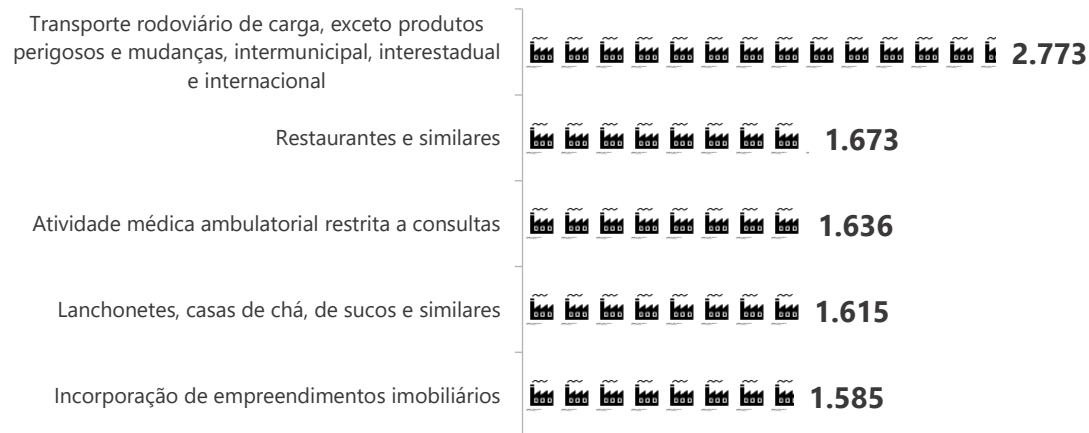 Transporte rodoviário de carga, exceto produtos
perigosos e mudanças, intermunicipal, interestadual
e internacional
2.773
Restaurantes e similares
1.673
Atividade médica ambulatorial restrita a consultas
1.636
Lanchonetes, casas de chá, de sucos e similares
1.615
Incorporação de empreendimentos imobiliários
1.585